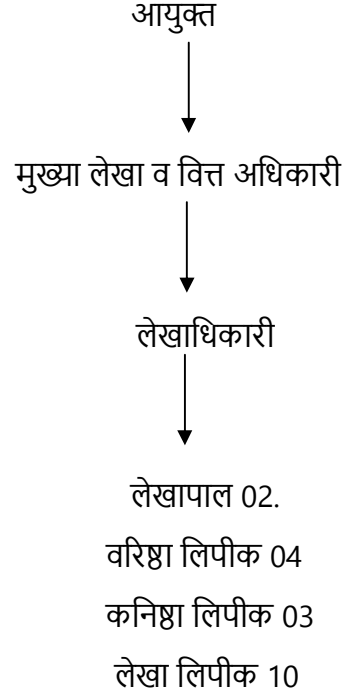 आयुक्त
मुख्या लेखा व वित्त अधिकारी
लेखाधिकारी
लेखापाल 02.
वरिष्ठा लिपीक 04
कनिष्ठा लिपीक 03
लेखा लिपीक 10